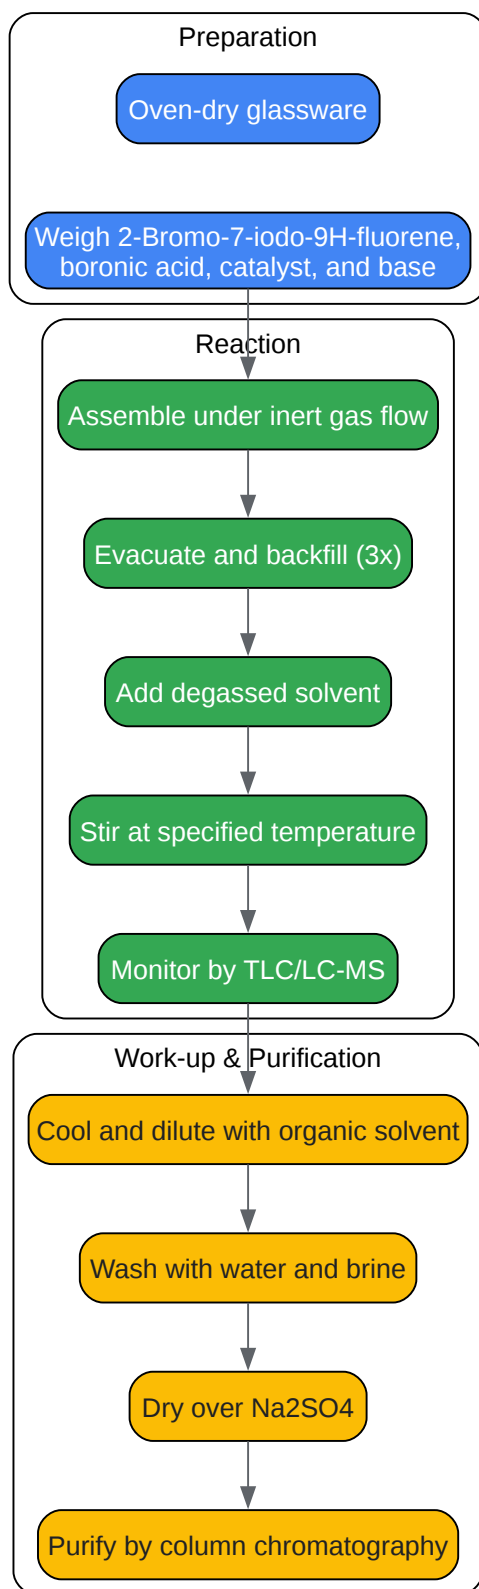 Preparation
Oven-dry glassware
Weigh 2-Bromo-7-iodo-9H-fluorene,
boronic acid, catalyst, and base
Reaction
Assemble under inert gas flow
Evacuate and backfill (3x)
Add degassed solvent
Stir at specified temperature
Monitor by TLC/LC-MS
Work-up & Purification
Cool and dilute with organic solvent
Wash with water and brine
Dry over Na2SO4
Purify by column chromatography